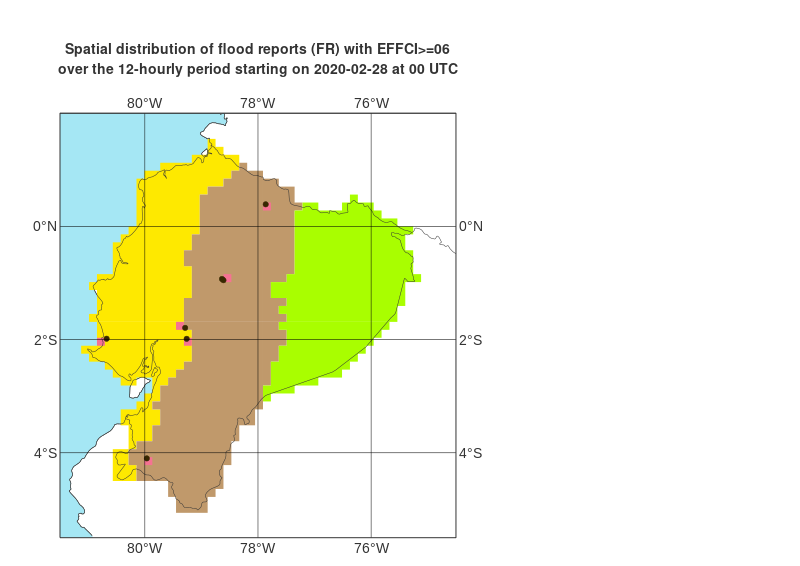 Spatial distribution of flood reports (FR) with EFFCI>=06
over the 12-hourly period starting on 2020-02-28 at 00 UTC
80°W 78°W 76°W
0°N 0°N
2°S 2°S
4°S 4°S
80°W 78°W 76°W